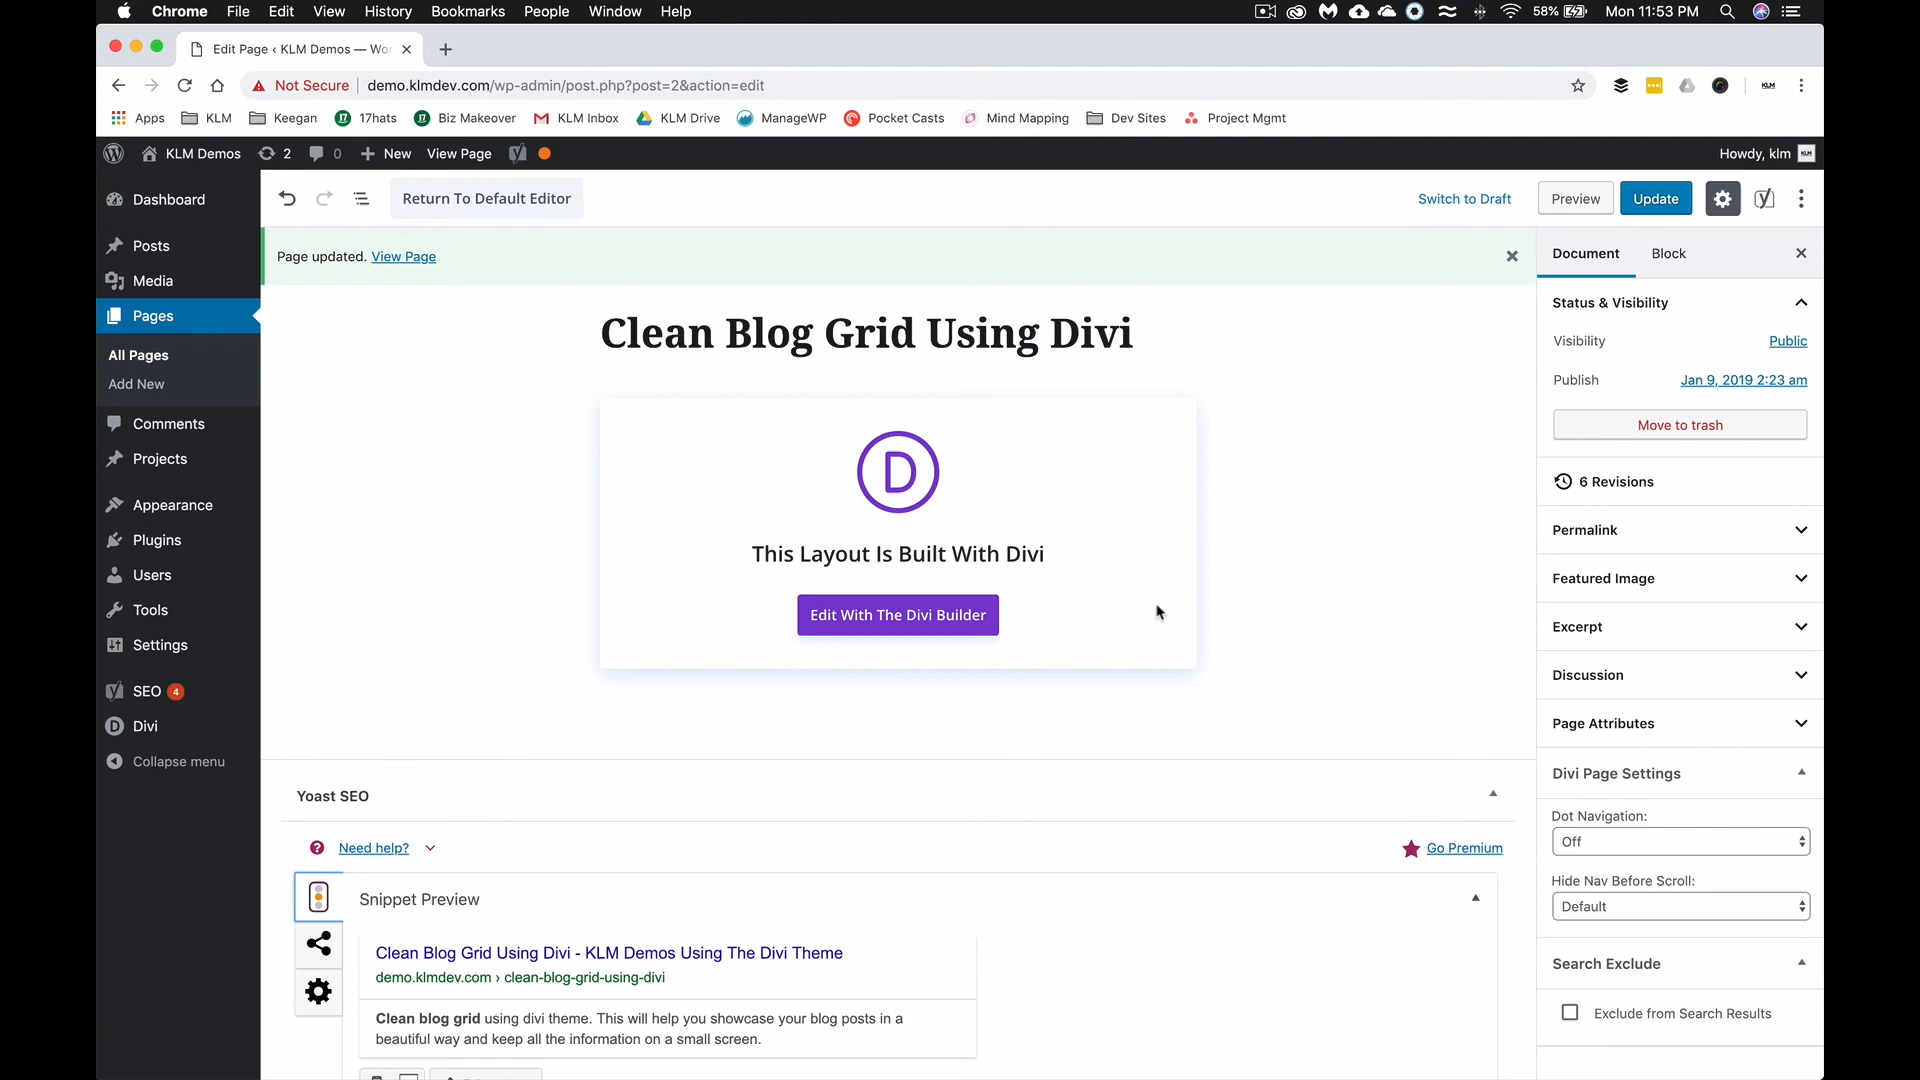 Chrome File Edit View History Bookmarks People Window Help 58% Mon 11:53 PM
Edit Page ‹ KLM Demos — Wo
Not Secure demo.klmdev.com/wp-admin/post.php?post=2&action=edit KLM
Apps KLM Keegan 17hats Biz Makeover KLM Inbox KLM Drive ManageWP Pocket Casts Mind Mapping Dev Sites Project Mgmt
KLM Demos 2 0 New View Page Howdy, klm KLM
Dashboard
Posts
Media
Pages
All Pages
Add New
Comments
Projects
Appearance
Plugins
Users
Tools
Settings
SEO 4
Divi
Collapse menu
Return To Default Editor Switch to Draft Preview Update
Page updated. View Page
Clean Blog Grid Using Divi
D
This Layout Is Built With Divi
Edit With The Divi Builder
Yoast SEO
Need help? Go Premium
Snippet Preview
Clean Blog Grid Using Divi - KLM Demos Using The Divi Theme
demo.klmdev.com › clean-blog-grid-using-divi
Clean blog grid using divi theme. This will help you showcase your blog posts in a
beautiful way and keep all the information on a small screen.
Document Block
Status & Visibility
Visibility Public
Publish Jan 9, 2019 2:23 am
Move to trash
6 Revisions
Permalink
Featured Image
Excerpt
Discussion
Page Attributes
Divi Page Settings
Dot Navigation:
Off
Hide Nav Before Scroll:
Default
Search Exclude
Exclude from Search Results